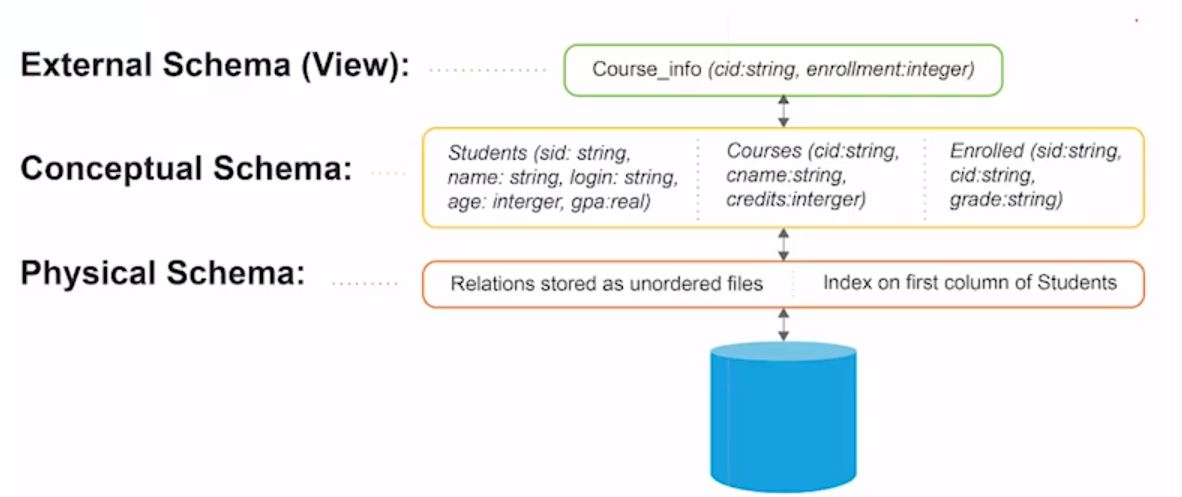 External Schema (View):
Course_info (cid:string, enrollment:integer)
Conceptual Schema:
Students (sid: string,
name: string, login: string,
age: interger, gpa:real)
Courses (cid:string,
cname:string,
credits:interger)
Enrolled (sid:string,
cid:string,
grade:string)
Physical Schema:
Relations stored as unordered files
Index on first column of Students